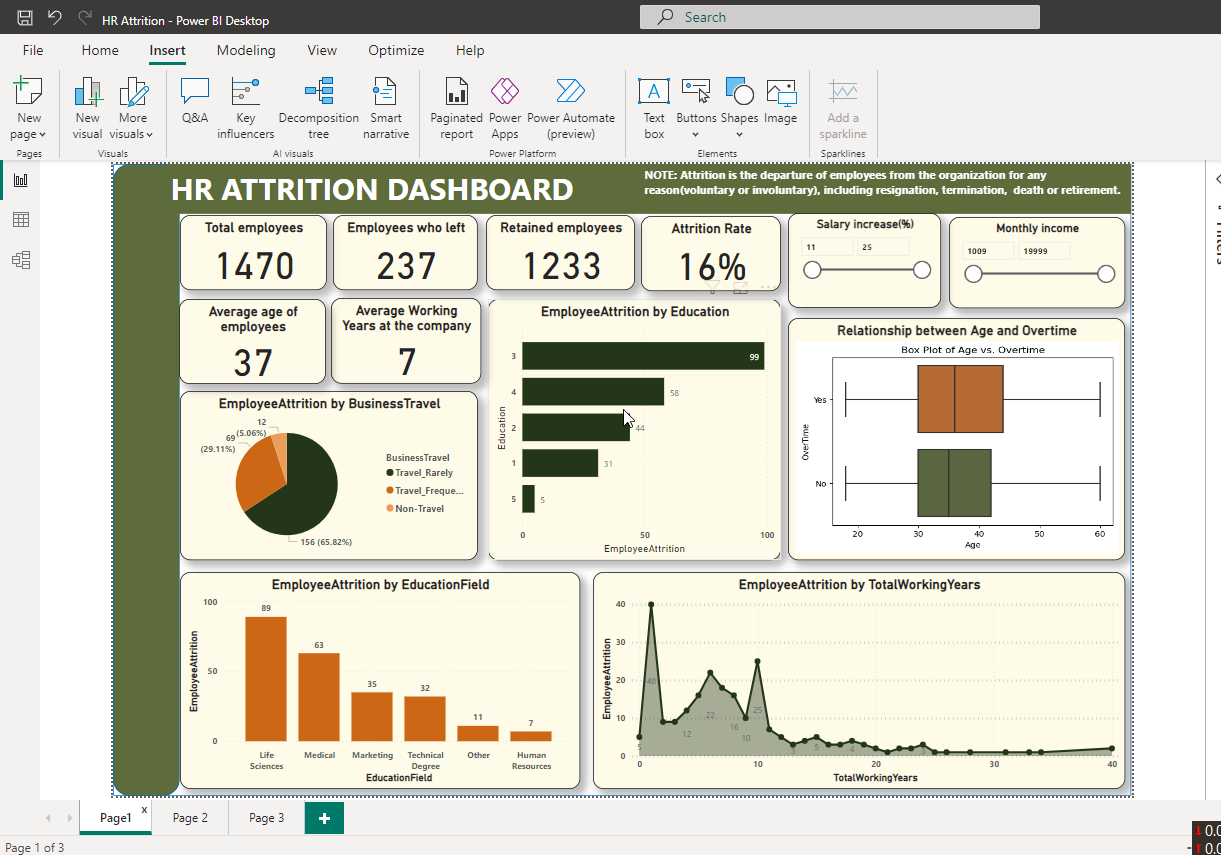 HR Attrition - Power BI Desktop
Search
File Home Insert Modeling View Optimize Help
New page
New visual
More visuals
Q&A
Key influencers
Decomposition tree
Smart narrative
Paginated report
Power Apps
Power Automate (preview)
Text box
Buttons
Shapes
Image
Add a sparkline
Pages Visuals AI visuals Power Platform Elements Sparklines
HR ATTRITION DASHBOARD
NOTE: Attrition is the departure of employees from the organization for any
reason(voluntary or involuntary), including resignation, termination, death or retirement.
Total employees
1470
Employees who left
237
Retained employees
1233
Attrition Rate
16%
Salary increase(%)
11 25
Monthly income
1009 19999
Average age of
employees
37
Average Working
Years at the company
7
EmployeeAttrition by Education
Education
3 99
4 58
2 44
1 31
5 5
0 50 100
EmployeeAttrition
Relationship between Age and Overtime
Box Plot of Age vs. Overtime
OverTime
Yes
No
20 30 40 50 60
Age
EmployeeAttrition by BusinessTravel
12
(5.06%)
69
(29.11%)
156 (65.82%)
BusinessTravel
Travel_Rarely
Travel_Freque...
Non-Travel
EmployeeAttrition by EducationField
EmployeeAttrition
100
50
0
89 63 35 32 11 7
Life Sciences
Medical
Marketing
Technical Degree
Other
Human Resources
EducationField
EmployeeAttrition by TotalWorkingYears
EmployeeAttrition
40
30
20
10
0
5 40 12 22 16 10 25 3 5 4 3
0 10 20 30 40
TotalWorkingYears
Page1 x
Page 2
Page 3
+
Page 1 of 3